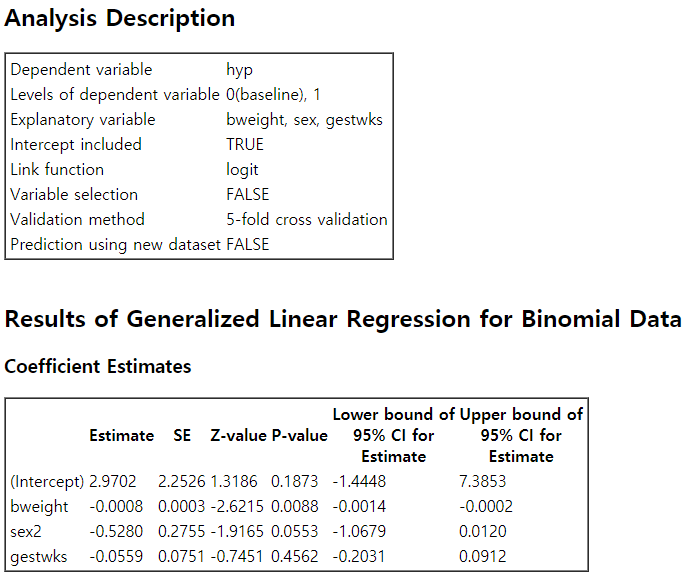 Analysis Description
Dependent variable hyp
Levels of dependent variable 0(baseline), 1
Explanatory variable bweight, sex, gestwks
Intercept included TRUE
Link function logit
Variable selection FALSE
Validation method 5-fold cross validation
Prediction using new dataset FALSE
Results of Generalized Linear Regression for Binomial Data
Coefficient Estimates
Estimate SE Z-value P-value Lower bound of 95% CI for Estimate Upper bound of 95% CI for Estimate
(Intercept) 2.9702 2.2526 1.3186 0.1873 -1.4448 7.3853
bweight -0.0008 0.0003 -2.6215 0.0088 -0.0014 -0.0002
sex2 -0.5280 0.2755 -1.9165 0.0553 -1.0679 0.0120
gestwks -0.0559 0.0751 -0.7451 0.4562 -0.2031 0.0912